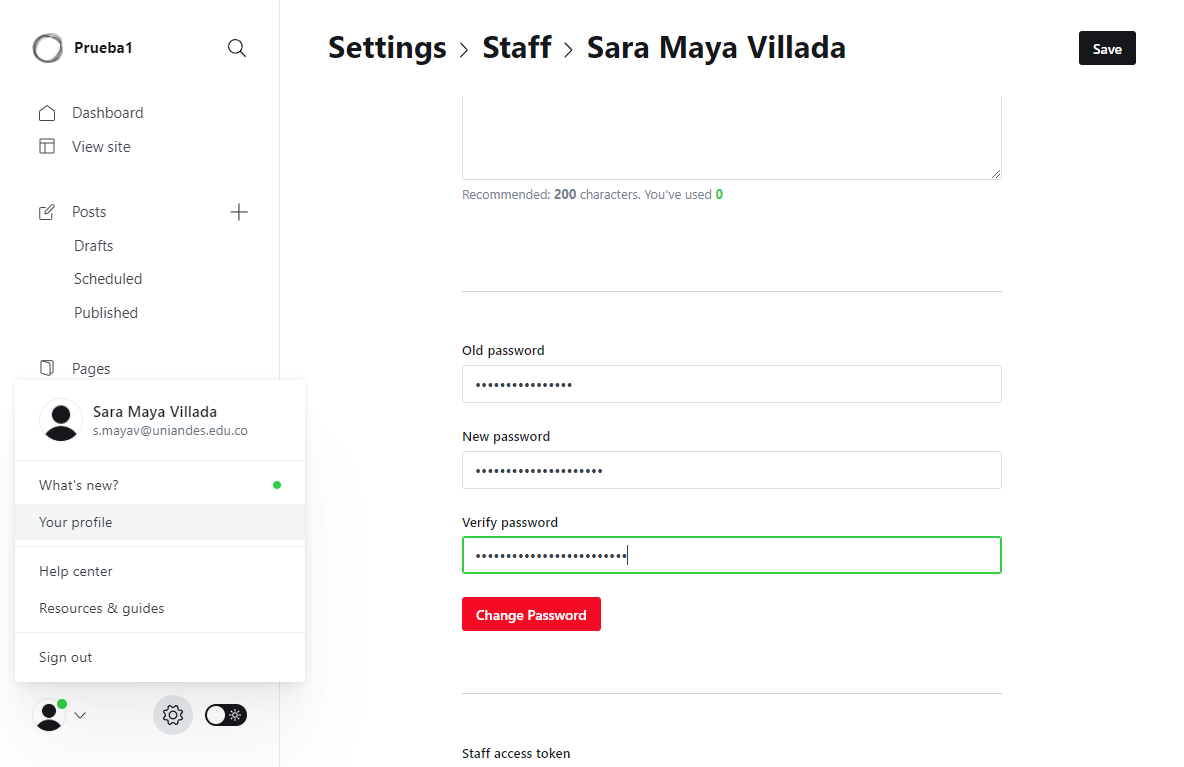 Prueba1
Settings › Staff › Sara Maya Villada
Save
Dashboard
View site
Posts
Drafts
Scheduled
Published
Pages
Sara Maya Villada
s.mayav@uniandes.edu.co
What's new?
Your profile
Help center
Resources & guides
Sign out
Recommended: 200 characters. You've used 0
Old password
••••••••••••••••
New password
•••••••••••••••••••••
Verify password
•••••••••••••••••••••••••
Change Password
Staff access token